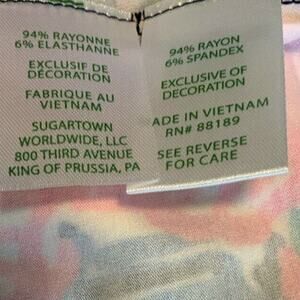 94% RAYONNE
6% ELASTHANNE
EXCLUSIF DE
DÉCORATION
FABRIQUE AU
VIETNAM
SUGARTOWN
WORLDWIDE, LLC
800 THIRD AVENUE
KING OF PRUSSIA, PA
94% RAYON
6% SPANDEX
EXCLUSIVE OF
DECORATION
ADE IN VIETNAM
RN# 88189
SEE REVERSE
FOR CARE